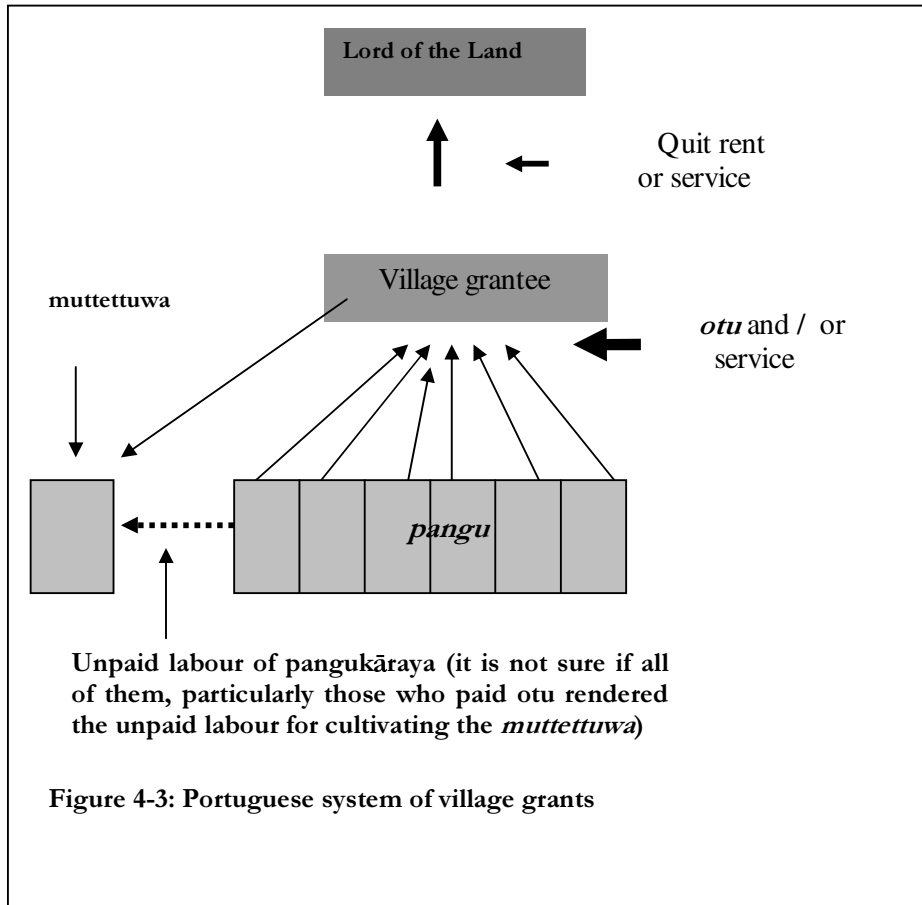 Lord of the Land
Quit rent
or service
Village grantee
muttettuwa
otu and / or
service
pangu
Unpaid labour of pangukāraya (it is not sure if all
of them, particularly those who paid otu rendered
the unpaid labour for cultivating the muttettuwa)
Figure 4-3: Portuguese system of village grants